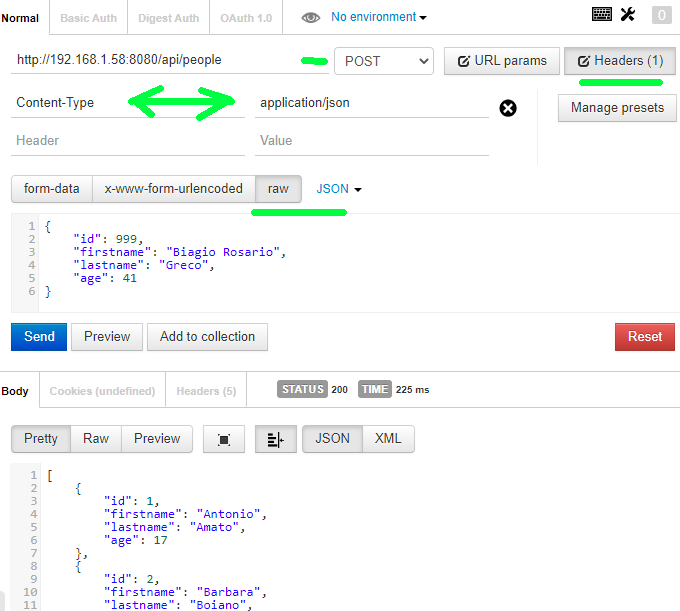 Normal Basic Auth Digest Auth OAuth 1.0 No environment 0
http://192.168.1.58:8080/api/people POST URL params Headers (1)
Content-Type application/json Manage presets
Header Value
form-data x-www-form-urlencoded raw JSON
1 {
2 "id": 999,
3 "firstname": "Biagio Rosario",
4 "lastname": "Greco",
5 "age": 41
6 }
Send Preview Add to collection Reset
Body Cookies (undefined) Headers (5) STATUS 200 TIME 225 ms
Pretty Raw Preview JSON XML
1 [
2 {
3 "id": 1,
4 "firstname": "Antonio",
5 "lastname": "Amato",
6 "age": 17
7 },
8 {
9 "id": 2,
10 "firstname": "Barbara",
11 "lastname": "Boiano",